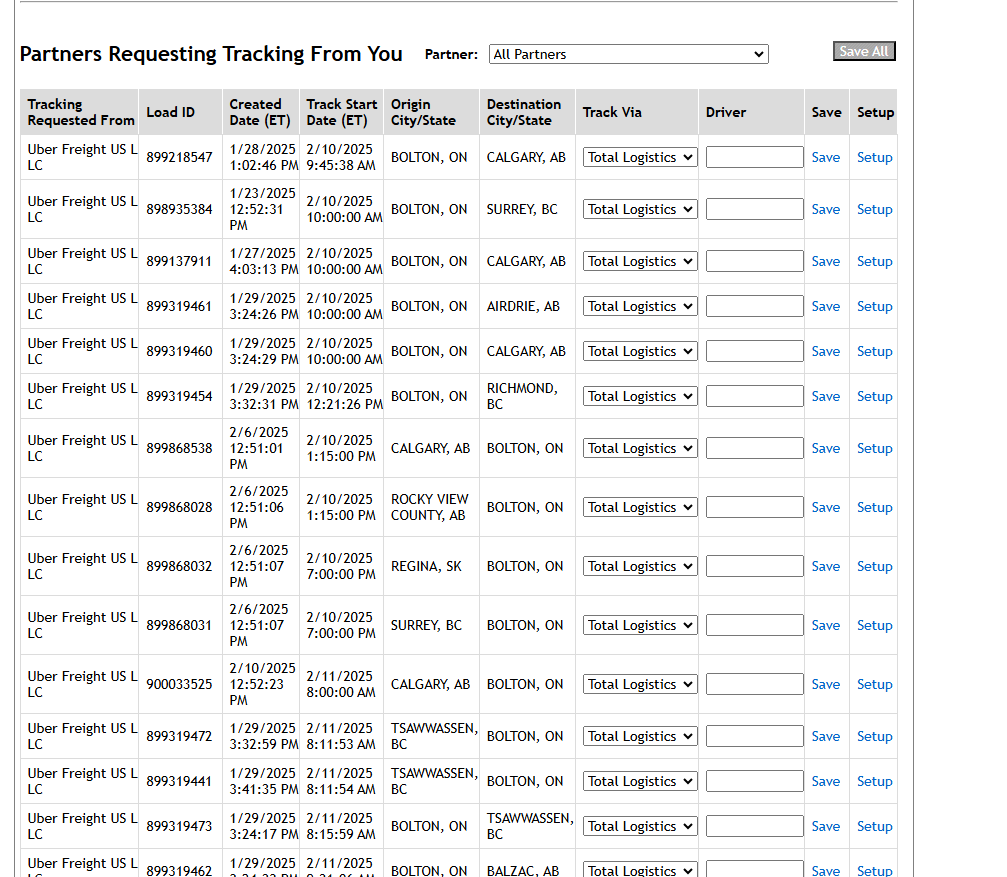 Partners Requesting Tracking From You Partner: All Partners Save All
Tracking Requested From Load ID Created Date (ET) Track Start Date (ET) Origin City/State Destination City/State Track Via Driver Save Setup
Uber Freight US LLC 899218547 1/28/2025 1:02:46 PM 2/10/2025 9:45:38 AM BOLTON, ON CALGARY, AB Total Logistics Save Setup
Uber Freight US LLC 898935384 1/23/2025 12:52:31 PM 2/10/2025 10:00:00 AM BOLTON, ON SURREY, BC Total Logistics Save Setup
Uber Freight US LLC 899137911 1/27/2025 4:03:13 PM 2/10/2025 10:00:00 AM BOLTON, ON CALGARY, AB Total Logistics Save Setup
Uber Freight US LLC 899319461 1/29/2025 3:24:26 PM 2/10/2025 10:00:00 AM BOLTON, ON AIRDRIE, AB Total Logistics Save Setup
Uber Freight US LLC 899319460 1/29/2025 3:24:29 PM 2/10/2025 10:00:00 AM BOLTON, ON CALGARY, AB Total Logistics Save Setup
Uber Freight US LLC 899319454 1/29/2025 3:32:31 PM 2/10/2025 12:21:26 PM BOLTON, ON RICHMOND, BC Total Logistics Save Setup
Uber Freight US LLC 899868538 2/6/2025 12:51:01 PM 2/10/2025 1:15:00 PM CALGARY, AB BOLTON, ON Total Logistics Save Setup
Uber Freight US LLC 899868028 2/6/2025 12:51:06 PM 2/10/2025 1:15:00 PM ROCKY VIEW COUNTY, AB BOLTON, ON Total Logistics Save Setup
Uber Freight US LLC 899868032 2/6/2025 12:51:07 PM 2/10/2025 7:00:00 PM REGINA, SK BOLTON, ON Total Logistics Save Setup
Uber Freight US LLC 899868031 2/6/2025 12:51:07 PM 2/10/2025 7:00:00 PM SURREY, BC BOLTON, ON Total Logistics Save Setup
Uber Freight US LLC 900033525 2/10/2025 12:52:23 PM 2/11/2025 8:00:00 AM CALGARY, AB BOLTON, ON Total Logistics Save Setup
Uber Freight US LLC 899319472 1/29/2025 3:32:59 PM 2/11/2025 8:11:53 AM TSAWWASSEN, BC BOLTON, ON Total Logistics Save Setup
Uber Freight US LLC 899319441 1/29/2025 3:41:35 PM 2/11/2025 8:11:54 AM TSAWWASSEN, BC BOLTON, ON Total Logistics Save Setup
Uber Freight US LLC 899319473 1/29/2025 3:24:17 PM 2/11/2025 8:15:59 AM BOLTON, ON TSAWWASSEN, BC Total Logistics Save Setup
Uber Freight US L 899319462 1/29/2025 2/11/2025 BOLTON, ON BALZAC, AB Total Logistics Save Setup